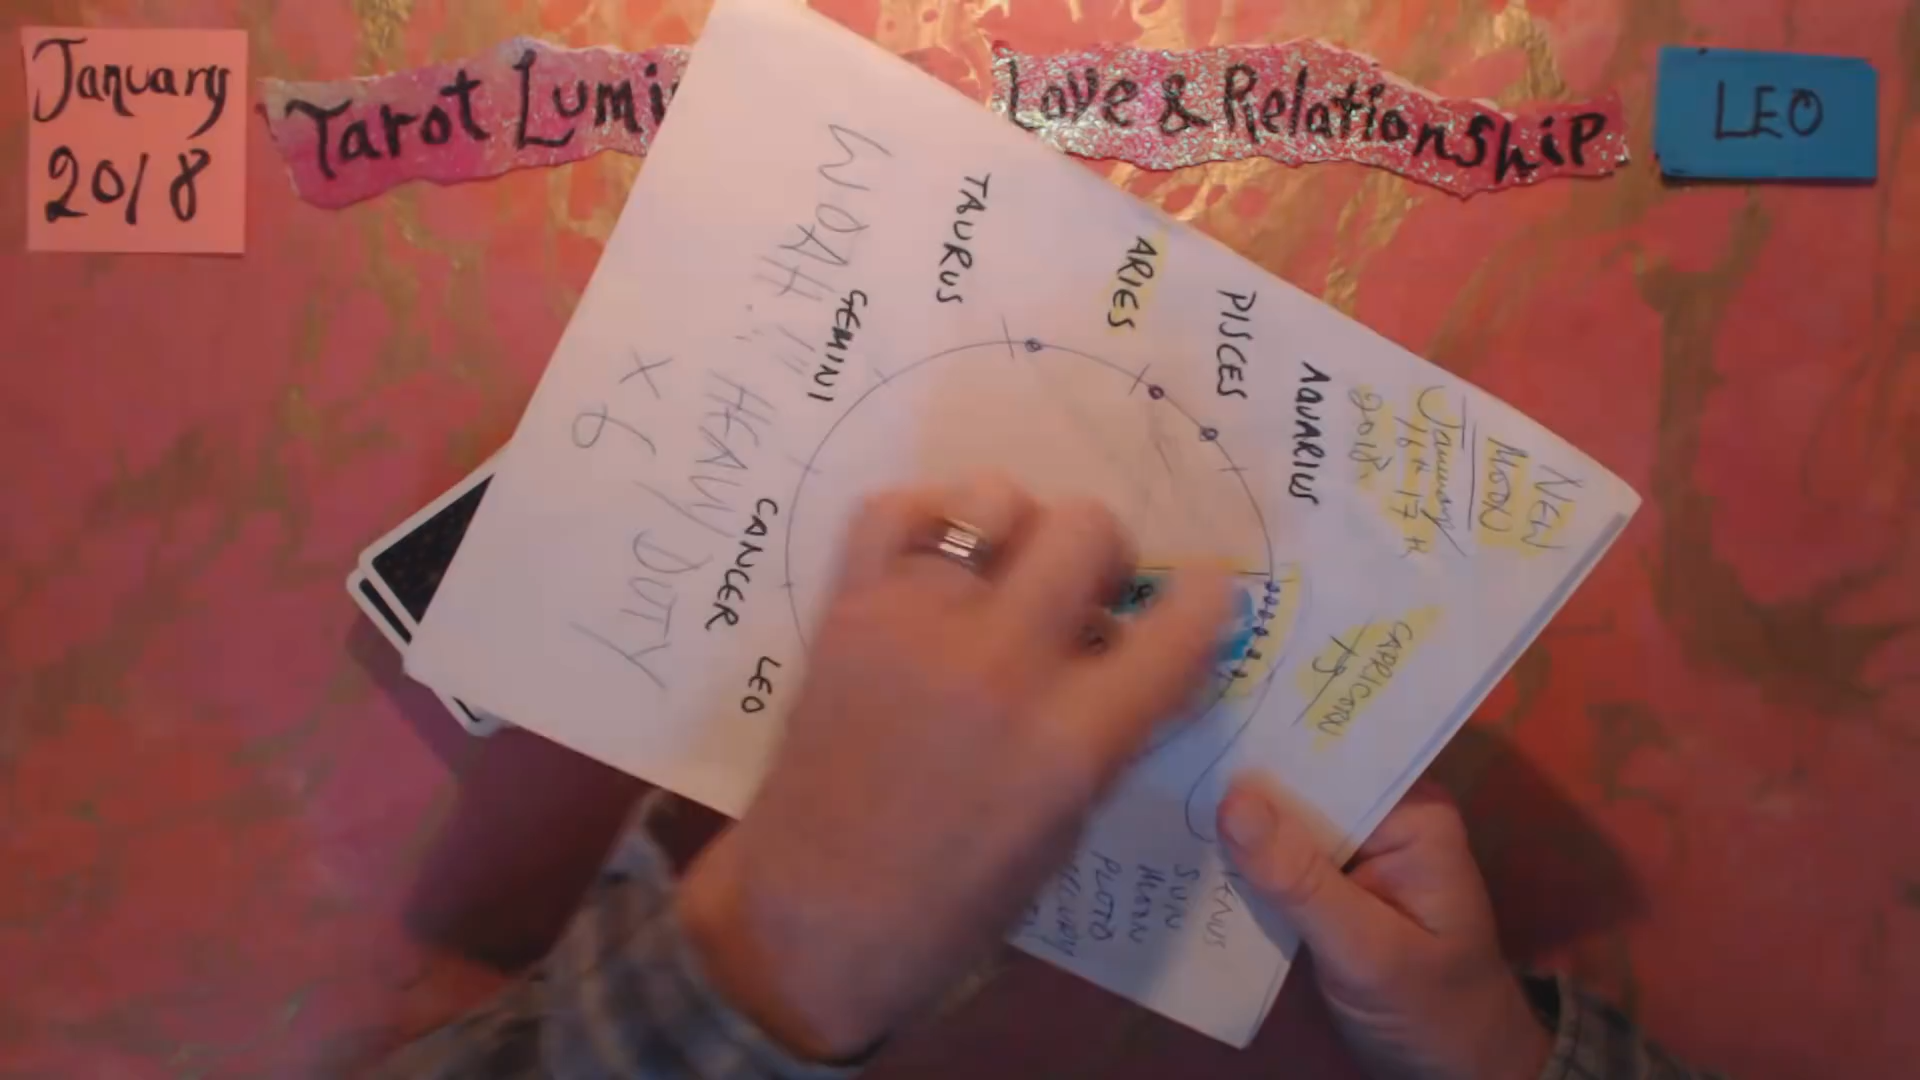 January
2018
Tarot Lumi
Love & Relationship
LEO
NEW
MOON
January
16th 17th
2018
TAURUS
ARIES
PISCES
AQUARIUS
CAPRICORN
GEMINI
CANCER
LEO
WOAH!!!
HEAVY DUTY
x 6
SUN
MOON
PLUTO